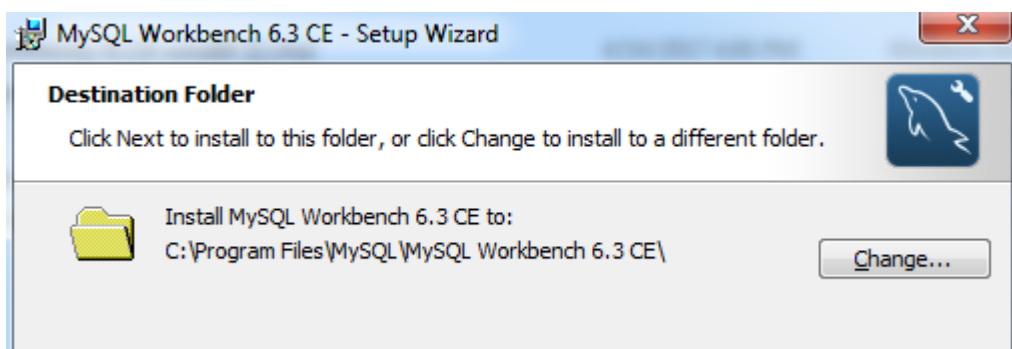 MySQL Workbench 6.3 CE - Setup Wizard
Destination Folder
Click Next to install to this folder, or click Change to install to a different folder.
Install MySQL Workbench 6.3 CE to:
C:\Program Files\MySQL\MySQL Workbench 6.3 CE\
Change...